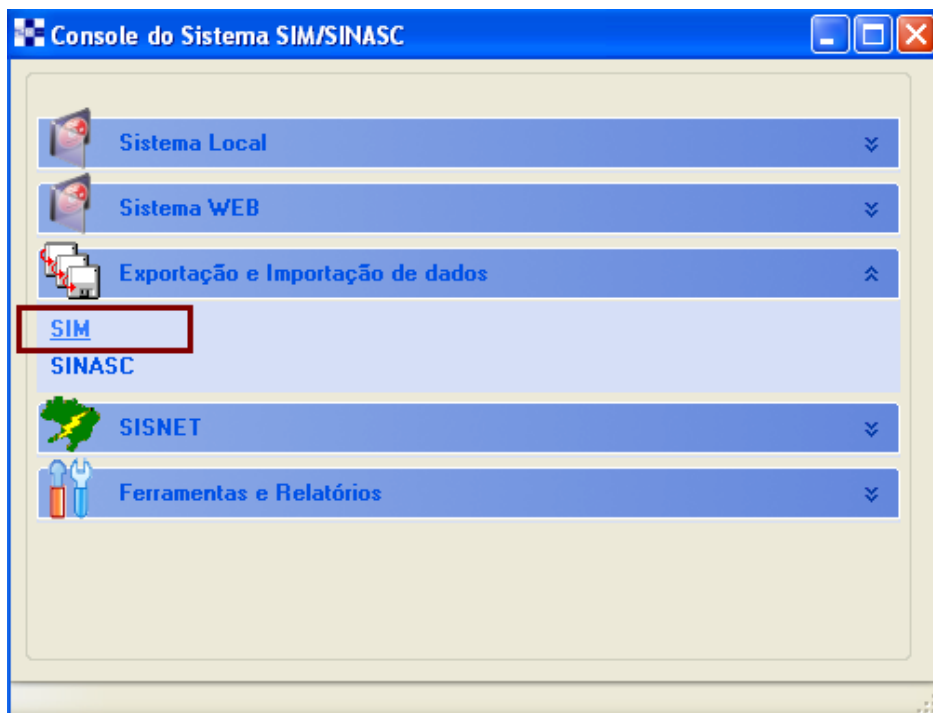 Console do Sistema SIM/SINASC
Sistema Local
Sistema WEB
Exportação e Importação de dados
SIM
SINASC
SISNET
Ferramentas e Relatórios